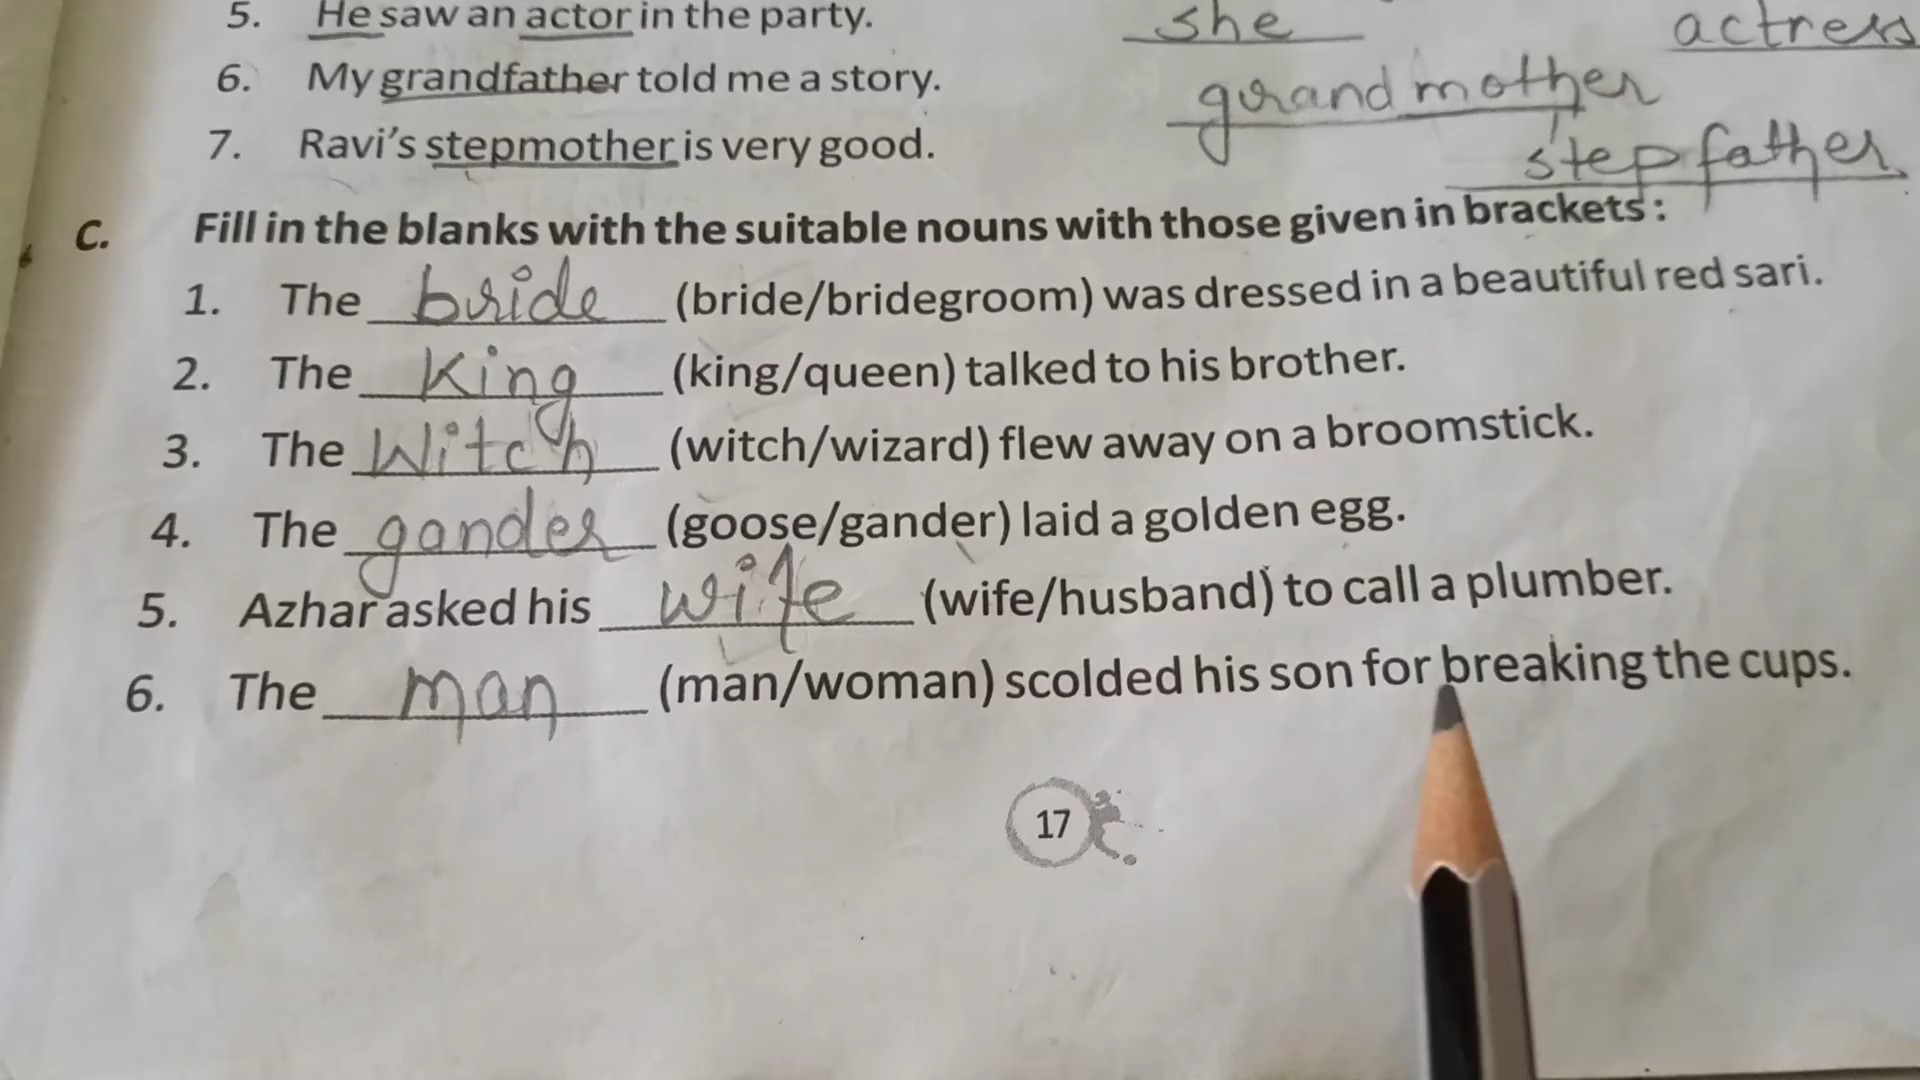 5. He saw an actor in the party. she actress
6. My grandfather told me a story. grandmother
7. Ravi's stepmother is very good. stepfather
C. Fill in the blanks with the suitable nouns with those given in brackets:
1. The bride (bride/bridegroom) was dressed in a beautiful red sari.
2. The King (king/queen) talked to his brother.
3. The Witch (witch/wizard) flew away on a broomstick.
4. The gander (goose/gander) laid a golden egg.
5. Azhar asked his wife (wife/husband) to call a plumber.
6. The man (man/woman) scolded his son for breaking the cups.
17